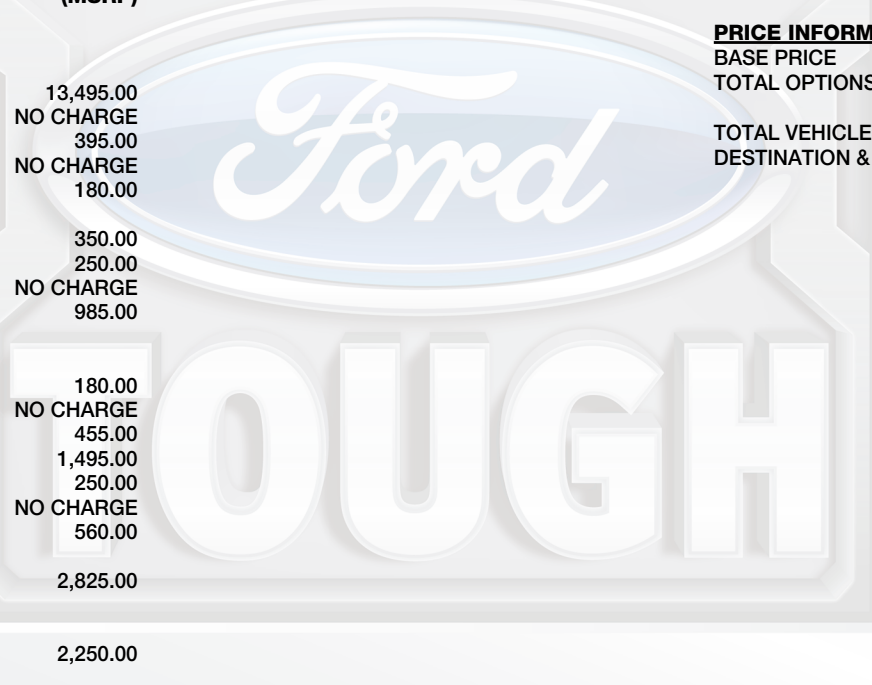 (MSRP)
13,495.00
NO CHARGE
395.00
NO CHARGE
180.00
350.00
250.00
NO CHARGE
985.00
180.00
NO CHARGE
455.00
1,495.00
250.00
NO CHARGE
560.00
2,825.00
2,250.00
PRICE INFORM
BASE PRICE
TOTAL OPTIONS
TOTAL VEHICLE
DESTINATION &
Ford
TOUGH